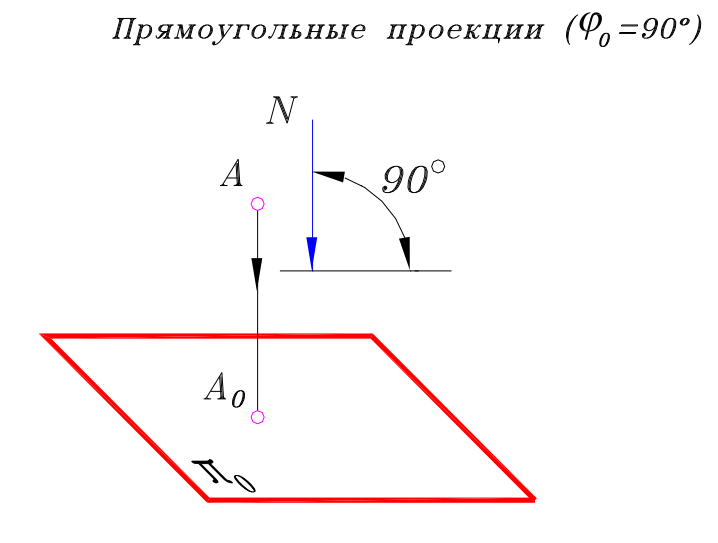 Прямоугольные проекции (φ₀=90°)
N
A
90°
A₀
π₀